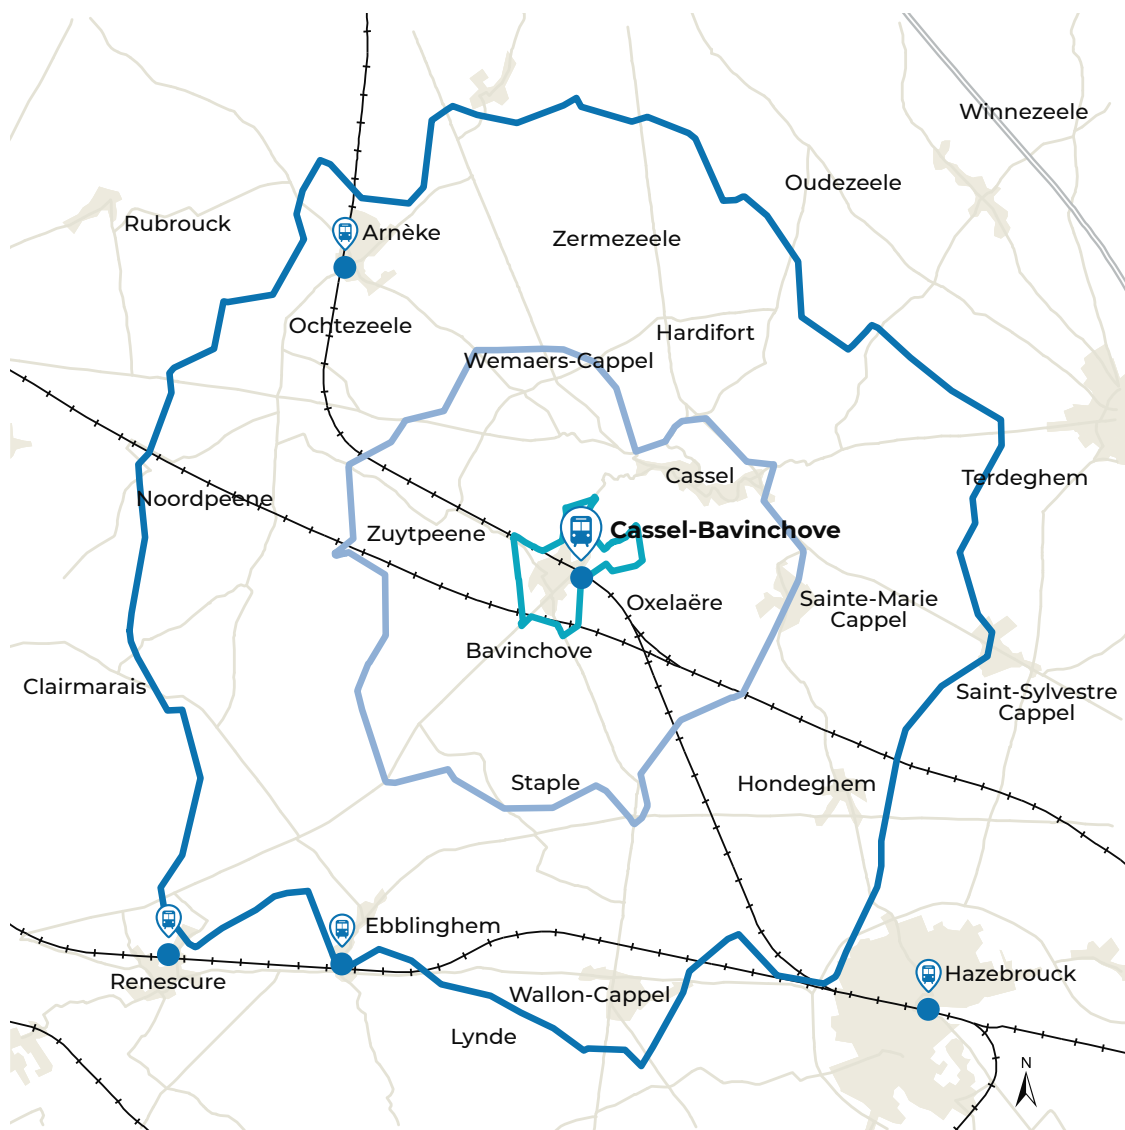 Winnezeele
Oudezeele
Rubrouck
Arnèke
Zermezeele
Ochtezeele
Hardifort
Wemaers-Cappel
Cassel
Terdeghem
Noordpeene
Zuytpeene
Cassel-Bavinchove
Oxelaëre
Sainte-Marie
Cappel
Bavinchove
Clairmarais
Saint-Sylvestre
Cappel
Staple
Hondeghem
Ebblinghem
Renescure
Hazebrouck
Wallon-Cappel
Lynde
N